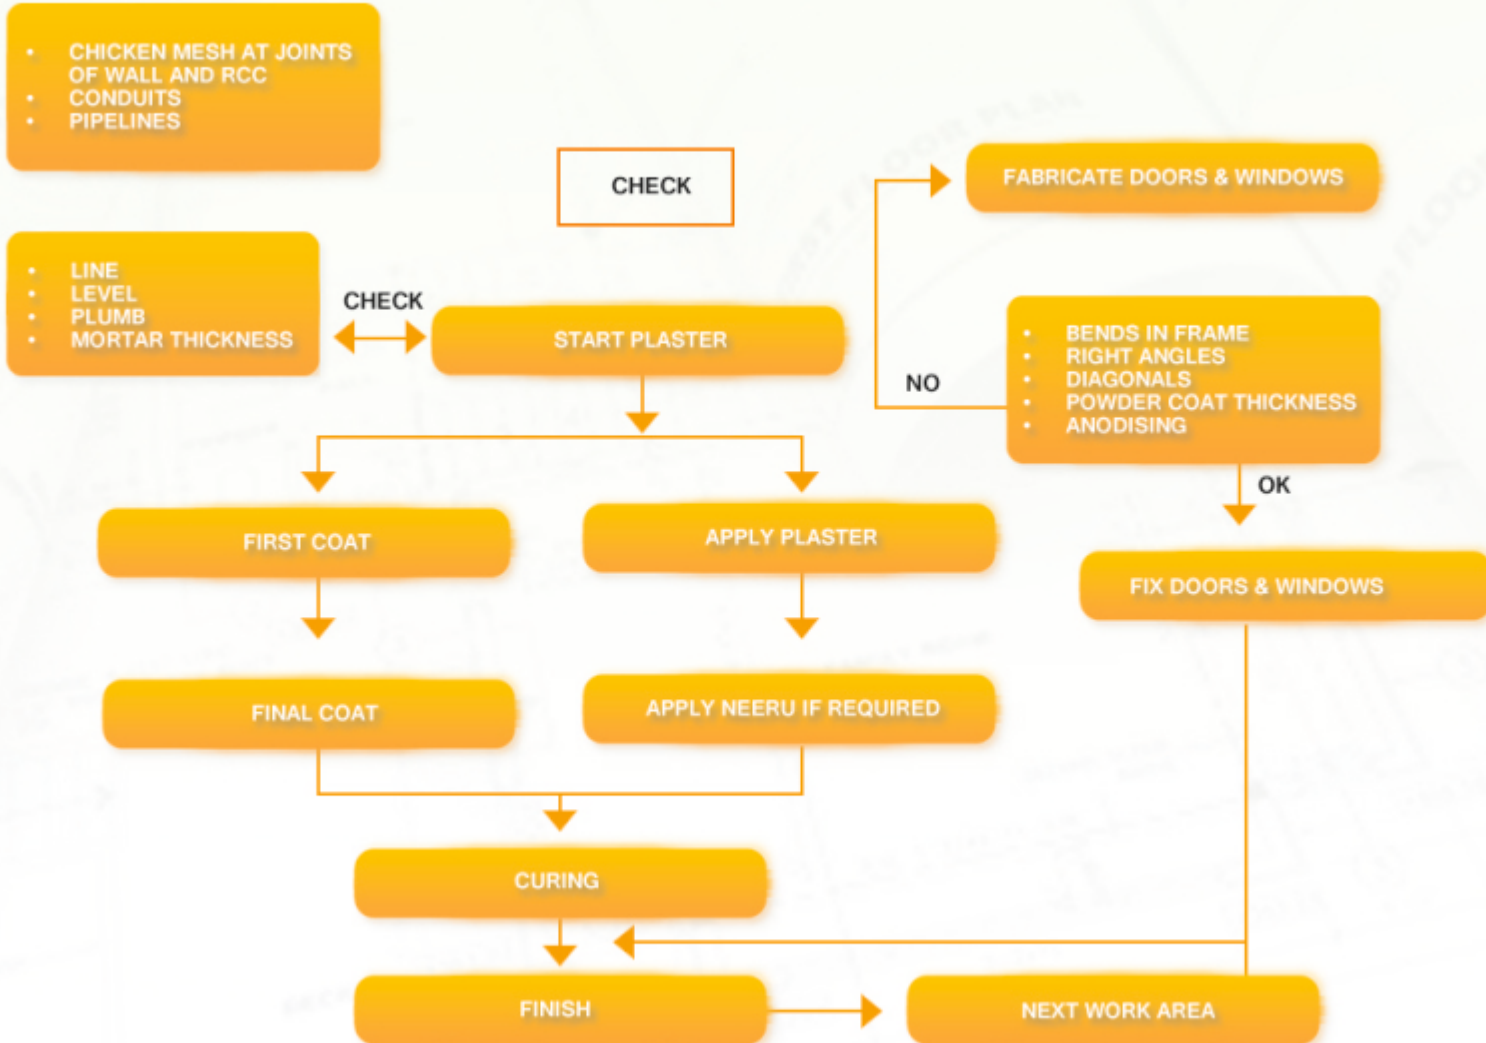 • CHICKEN MESH AT JOINTS
OF WALL AND RCC
• CONDUITS
• PIPELINES
CHECK
FABRICATE DOORS & WINDOWS
• LINE
• LEVEL
• PLUMB
• MORTAR THICKNESS
CHECK
START PLASTER
• BENDS IN FRAME
• RIGHT ANGLES
• DIAGONALS
• POWDER COAT THICKNESS
• ANODISING
NO
OK
FIRST COAT
APPLY PLASTER
FIX DOORS & WINDOWS
FINAL COAT
APPLY NEERU IF REQUIRED
CURING
FINISH
NEXT WORK AREA